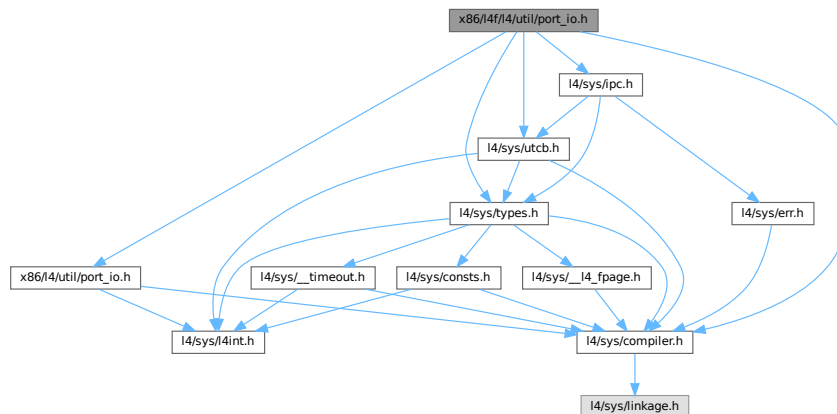 x86/l4f/l4/util/port_io.h
l4/sys/ipc.h
l4/sys/utcb.h
l4/sys/types.h
l4/sys/err.h
x86/l4/util/port_io.h
l4/sys/__timeout.h
l4/sys/consts.h
l4/sys/__l4_fpage.h
l4/sys/l4int.h
l4/sys/compiler.h
l4/sys/linkage.h